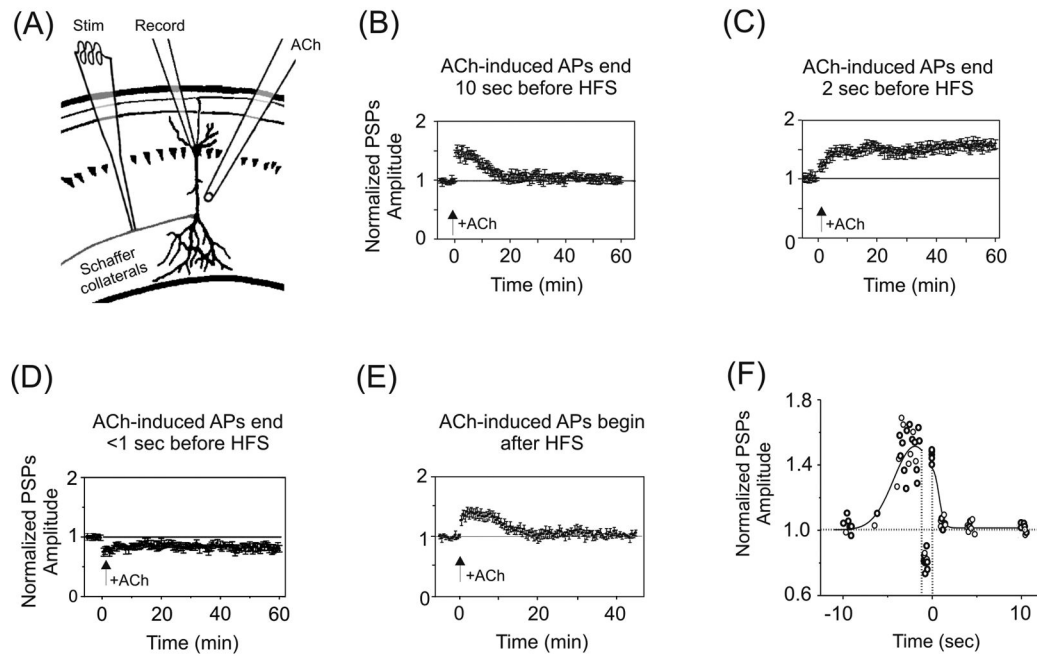 (A)
Stim
Record
ACh
Schaffer
collaterals
(B)
ACh-induced APs end
10 sec before HFS
Normalized PSPs
Amplitude
2
1
0
+ACh
0
20
40
60
Time (min)
(C)
ACh-induced APs end
2 sec before HFS
2
1
0
+ACh
0
20
40
60
Time (min)
(D)
ACh-induced APs end
<1 sec before HFS
Normalized PSPs
Amplitude
2
1
0
+ACh
0
20
40
60
Time (min)
(E)
ACh-induced APs begin
after HFS
2
1
0
+ACh
0
20
40
60
Time (min)
(F)
Normalized PSPs
Amplitude
1.8
1.4
1.0
0.6
-10
0
10
Time (sec)